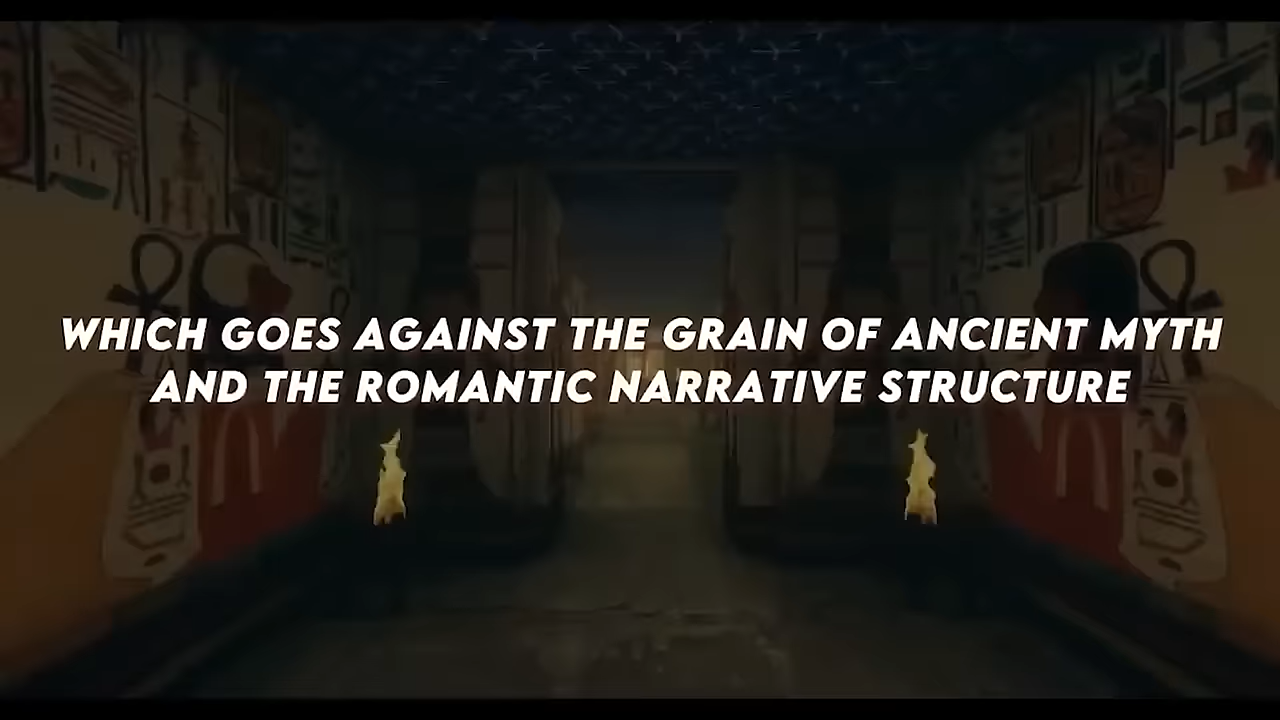 WHICH GOES AGAINST THE GRAIN OF ANCIENT MYTH
AND THE ROMANTIC NARRATIVE STRUCTURE